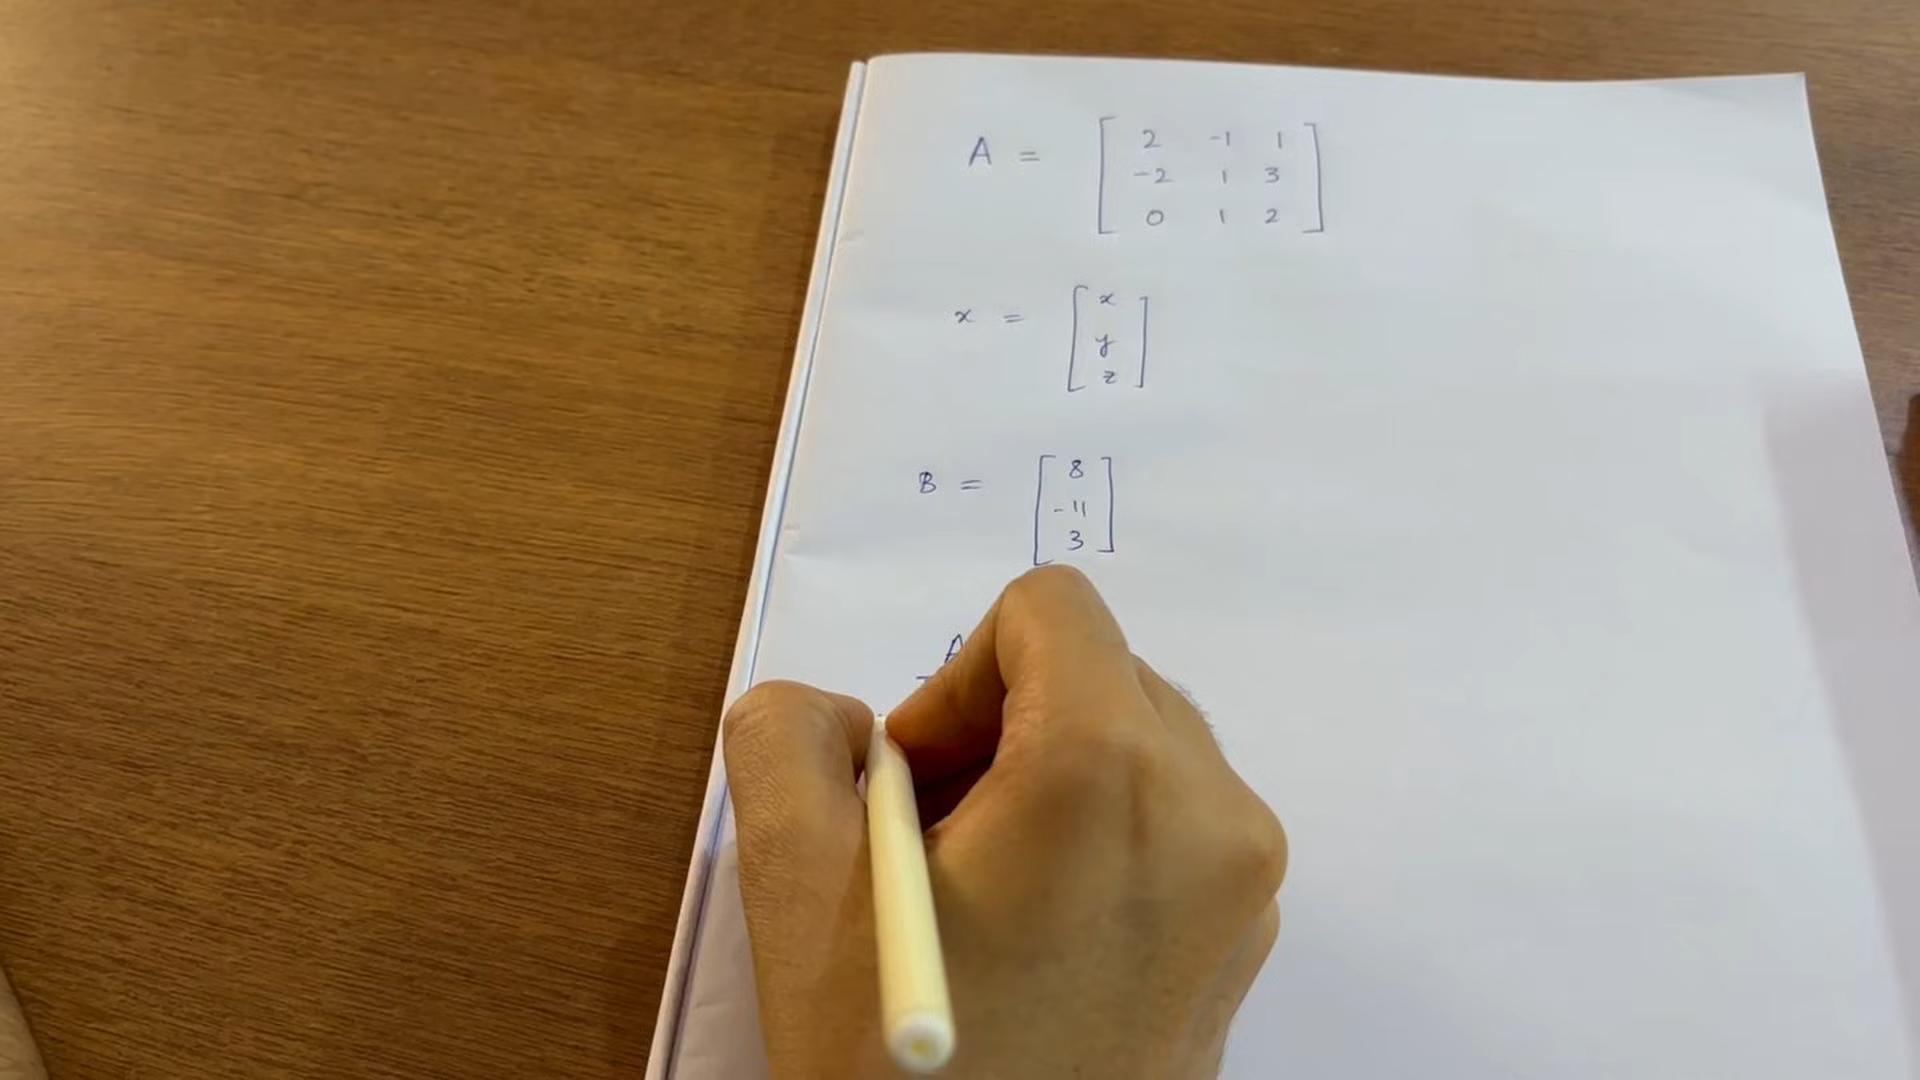 A = [ 2 -1 1
-2 1 3
0 1 2 ]
x = [ x
y
z ]
B = [ 8
-11
3 ]
A